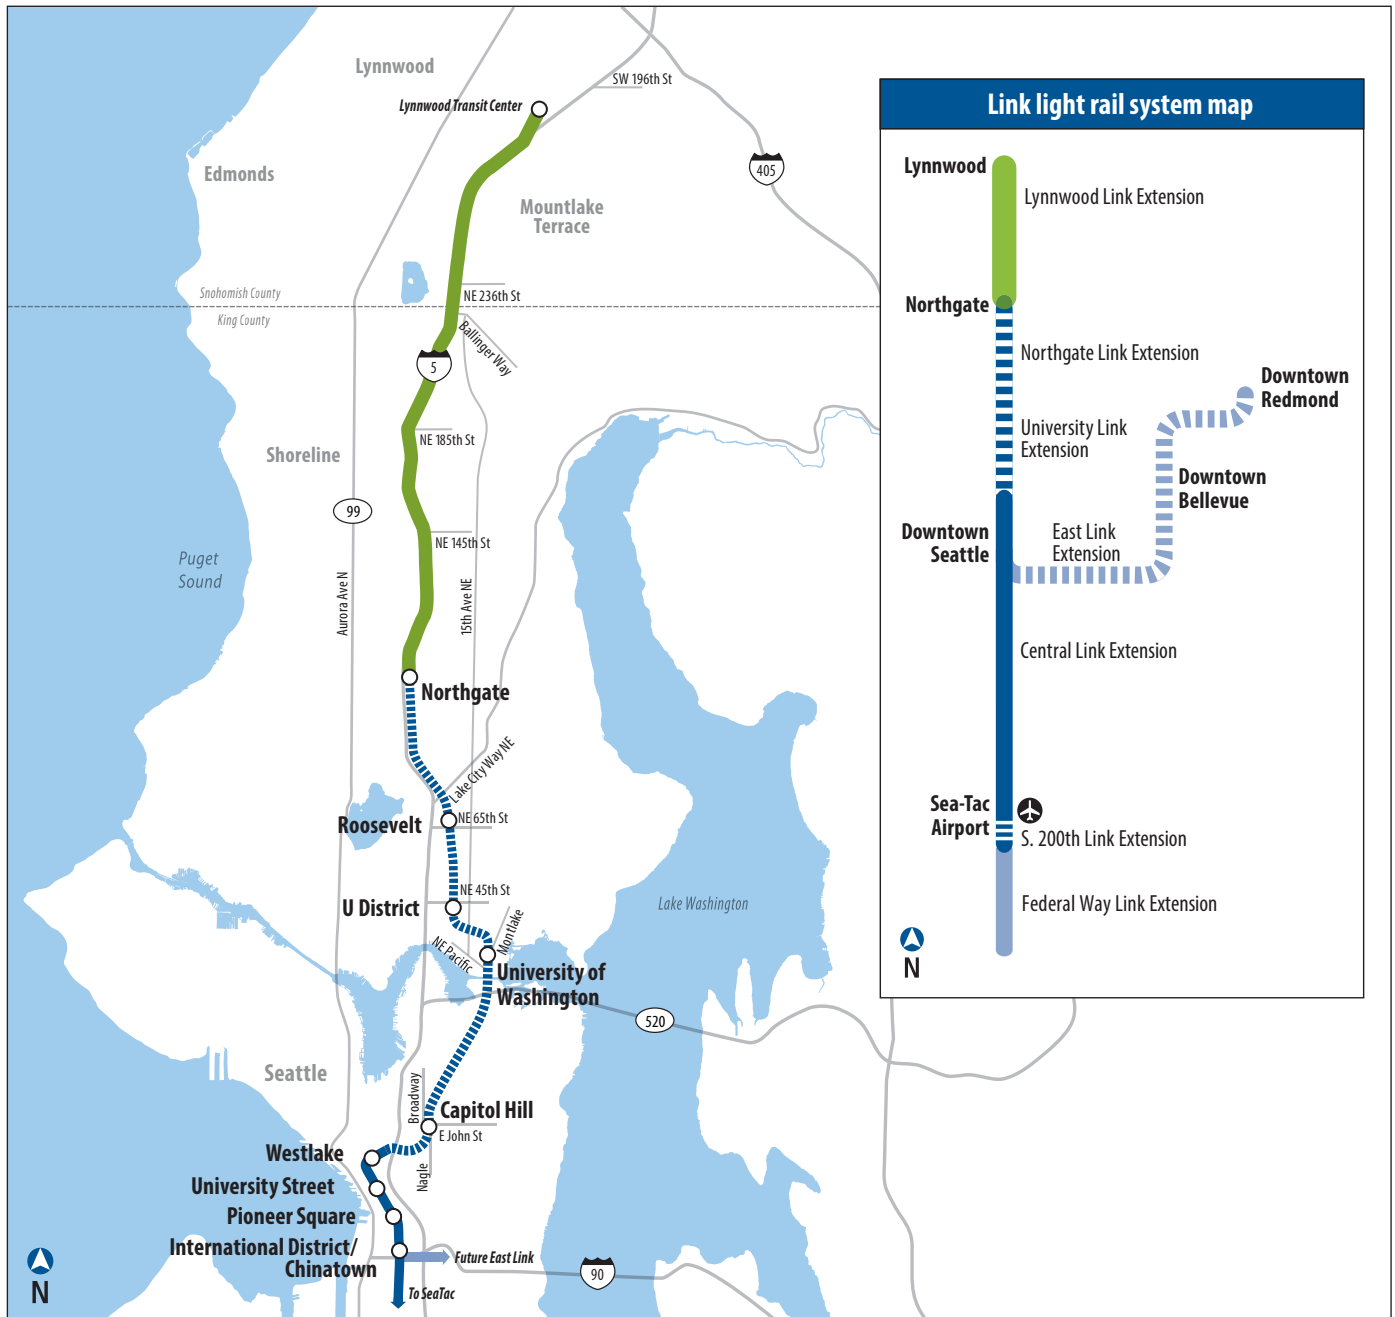 Lynnwood
SW 196th St
Lynnwood Transit Center
405
Edmonds
Mountlake
Terrace
Snohomish County
King County
NE 236th St
Ballinger Way
5
NE 185th St
Shoreline
99
NE 145th St
Puget
Sound
Aurora Ave N
15th Ave NE
Northgate
Lake City Way NE
Roosevelt
NE 65th St
NE 45th St
U District
Lake Washington
Montlake
NE Pacific
University of
Washington
520
Seattle
Broadway
Capitol Hill
E John St
Nagle
Westlake
University Street
Pioneer Square
International District/
Chinatown
Future East Link
90
To SeaTac
N
Link light rail system map
Lynnwood
Lynnwood Link Extension
Northgate
Northgate Link Extension
Downtown
Redmond
University Link
Extension
Downtown
Bellevue
Downtown
Seattle
East Link
Extension
Central Link Extension
Sea-Tac
Airport
S. 200th Link Extension
Federal Way Link Extension
N